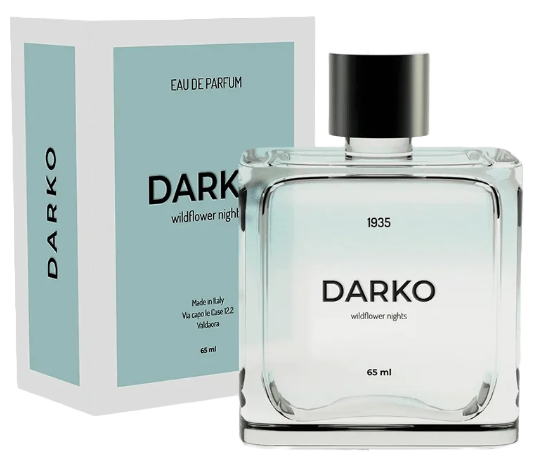 DARKO
EAU DE PARFUM
DARK
wildflower night
Made in Italy
Via capo le Case 12.2
Valdaora
65 ml
1935
DARKO
wildflower nights
65 ml